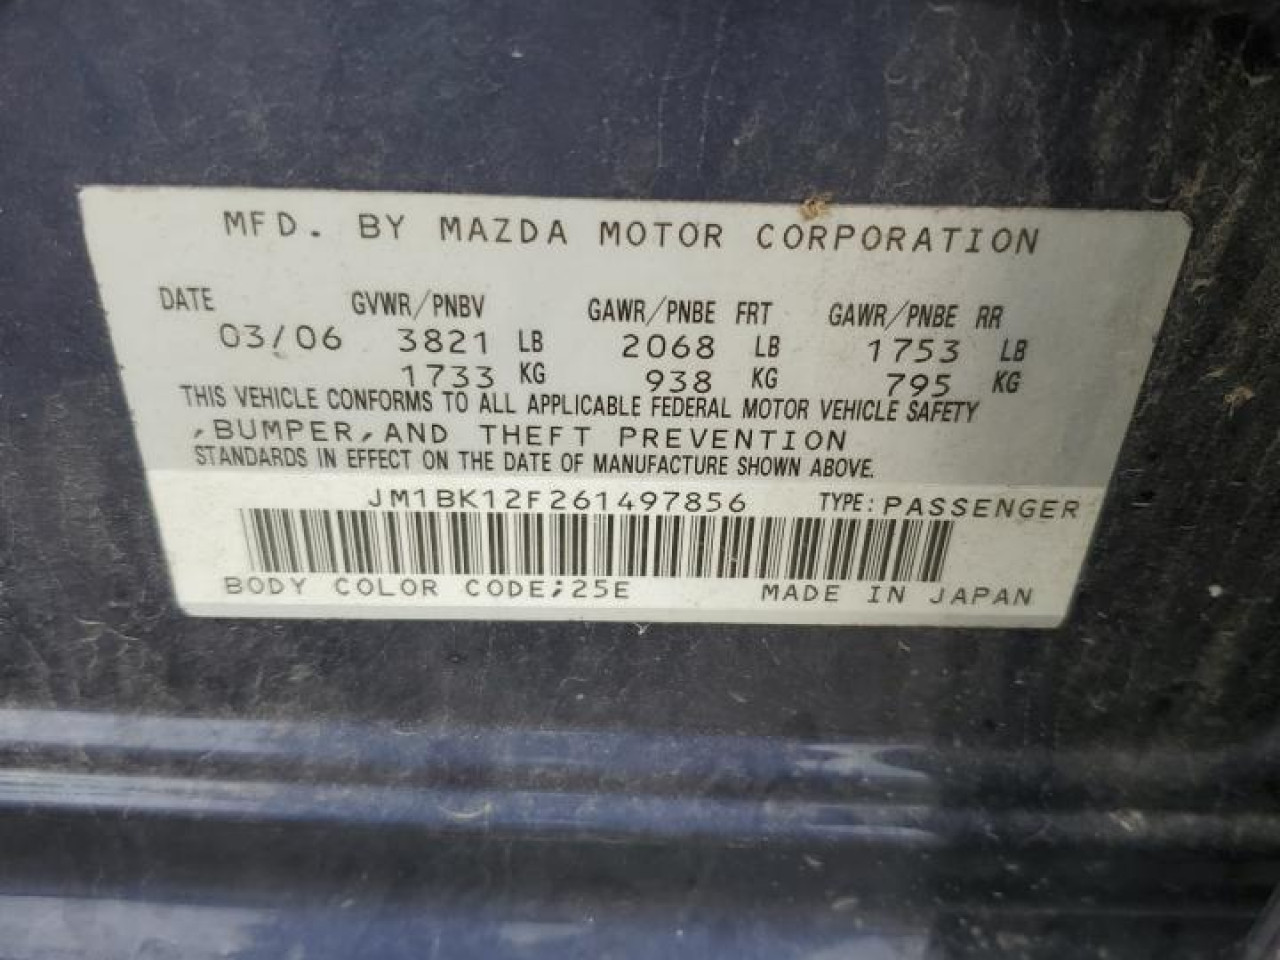 MFD. BY MAZDA MOTOR CORPORATION
DATE GVWR/PNBV GAWR/PNBE FRT GAWR/PNBE RR
03/06 3821 LB 2068 LB 1753 LB
1733 KG 938 KG 795 KG
THIS VEHICLE CONFORMS TO ALL APPLICABLE FEDERAL MOTOR VEHICLE SAFETY
,BUMPER,AND THEFT PREVENTION
STANDARDS IN EFFECT ON THE DATE OF MANUFACTURE SHOWN ABOVE.
JM1BK12F261497856 TYPE: PASSENGER
BODY COLOR CODE;25E MADE IN JAPAN